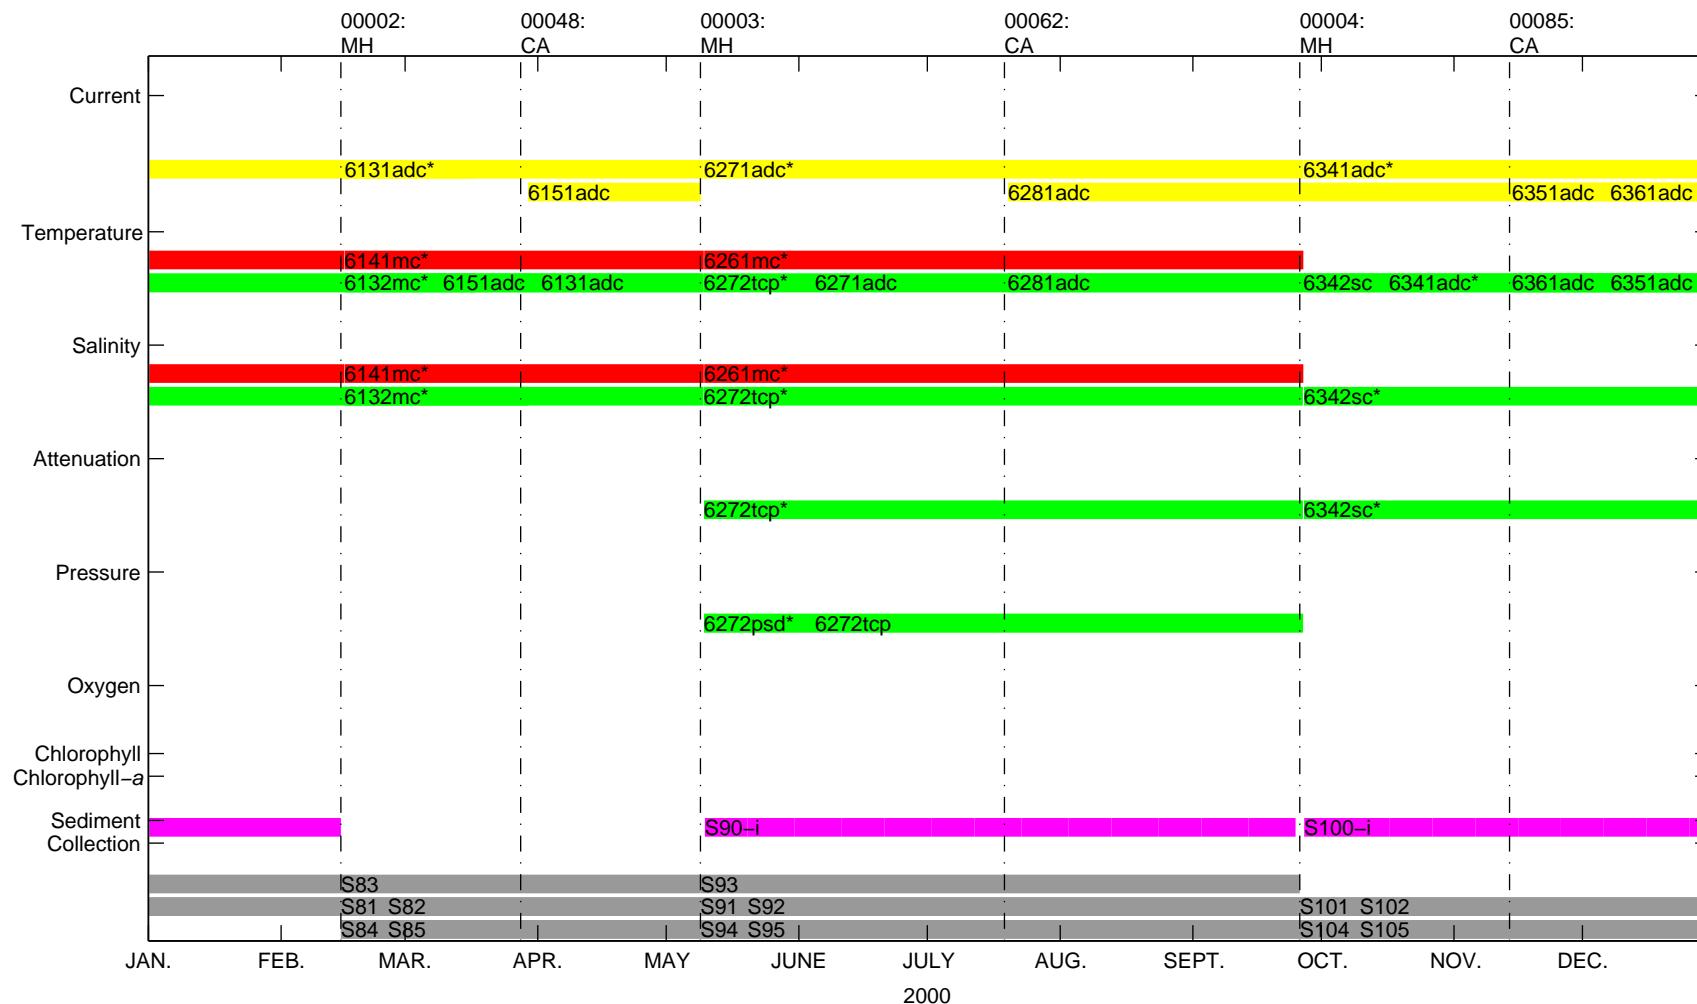 00002: 00048: 00003: 00062: 00004: 00085:
MH CA MH CA MH CA
Current
6131adc* 6271adc* 6341adc*
6151adc 6281adc 6351adc 6361adc
Temperature
6141mc* 6261mc*
6132mc* 6151adc 6131adc 6272tcp* 6271adc 6281adc 6342sc 6341adc* 6361adc 6351adc
Salinity
6141mc* 6261mc*
6132mc* 6272tcp* 6342sc*
Attenuation
6272tcp* 6342sc*
Pressure
6272psd* 6272tcp
Oxygen
Chlorophyll
Chlorophyll−a
Sediment
S90−i S100−i
Collection
S83 S93
S81 S82 S91 S92 S101 S102
S84 S85 S94 S95 S104 S105
JAN. FEB. MAR. APR. MAY JUNE JULY AUG. SEPT. OCT. NOV. DEC.
2000